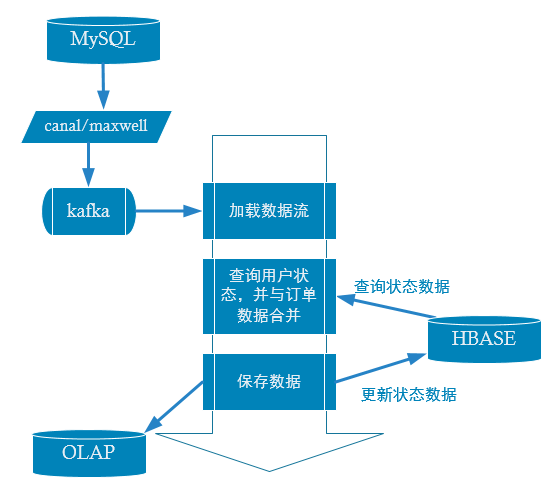 MySQL
canal/maxwell
kafka
加载数据流
查询用户状
态，并与订单
数据合并
查询状态数据
HBASE
保存数据
更新状态数据
OLAP